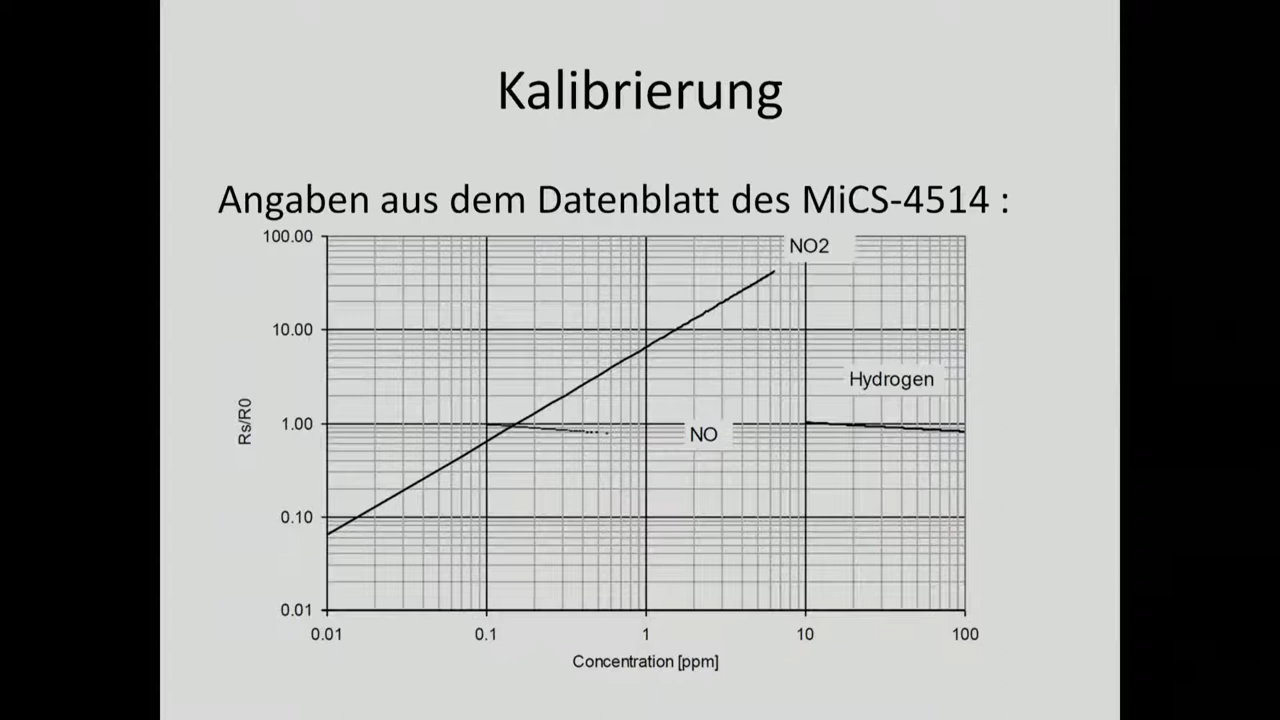 Kalibrierung
Angaben aus dem Datenblatt des MiCS-4514 :
100.00
NO2
10.00
Hydrogen
Rs/R0
1.00
NO
0.10
0.01
0.01 0.1 1 10 100
Concentration [ppm]